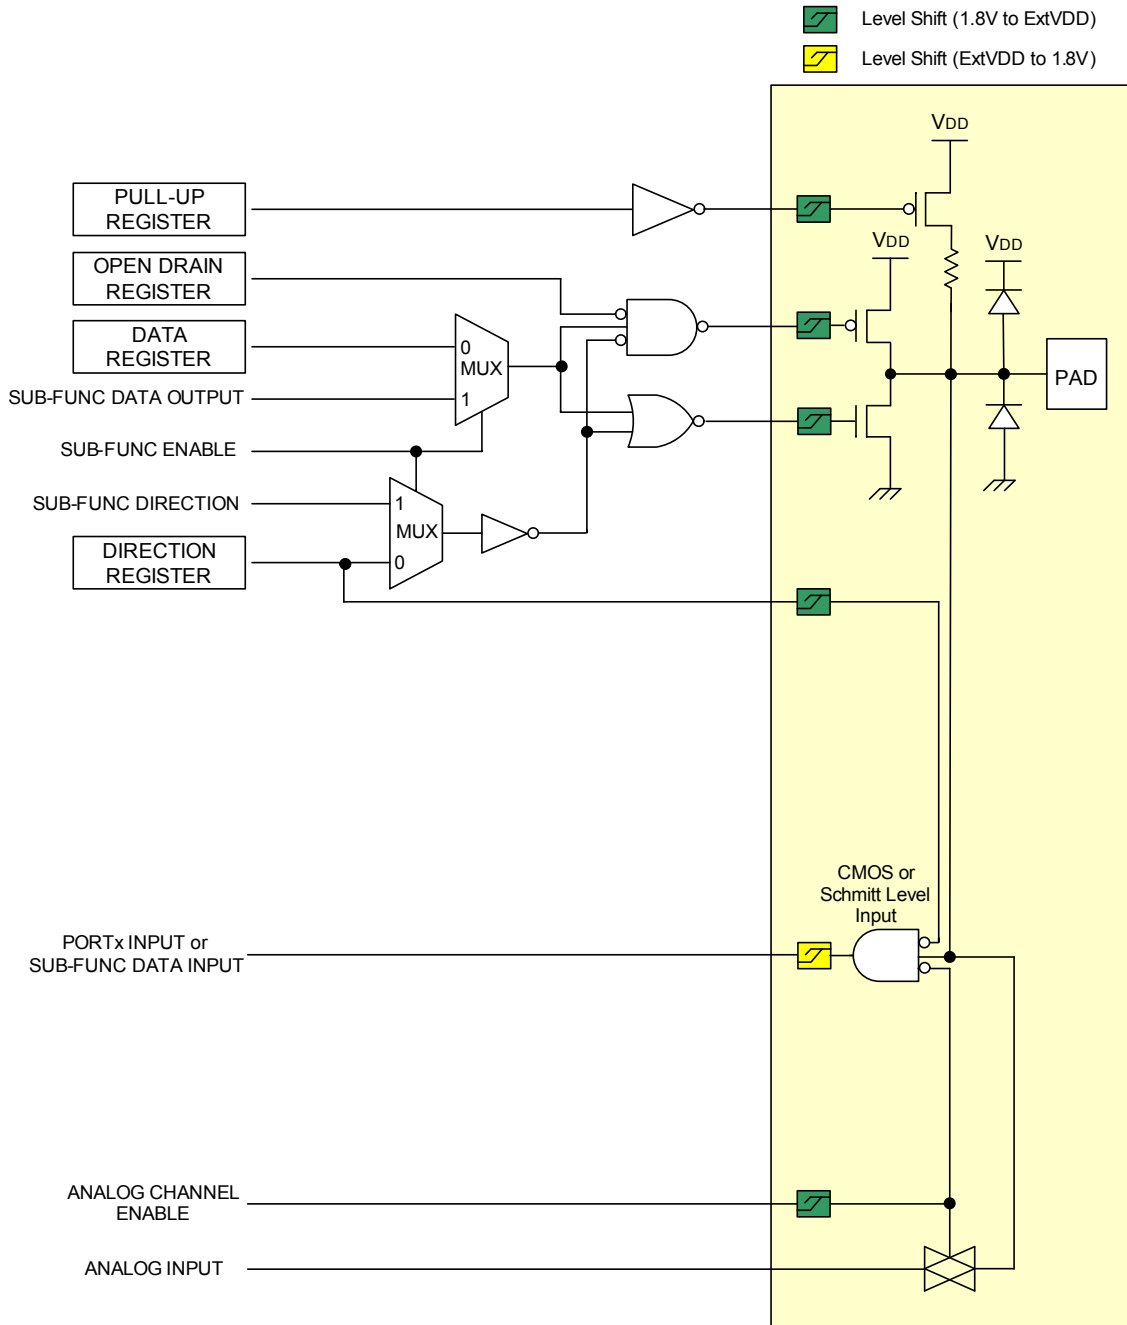 Level Shift (1.8V to ExtVDD)
Level Shift (ExtVDD to 1.8V)
VDD
PULL-UP
REGISTER
VDD
VDD
OPEN DRAIN
REGISTER
DATA
REGISTER
0
MUX
1
PAD
SUB-FUNC DATA OUTPUT
SUB-FUNC ENABLE
SUB-FUNC DIRECTION
1
MUX
0
DIRECTION
REGISTER
CMOS or
Schmitt Level
Input
PORTx INPUT or
SUB-FUNC DATA INPUT
ANALOG CHANNEL
ENABLE
ANALOG INPUT